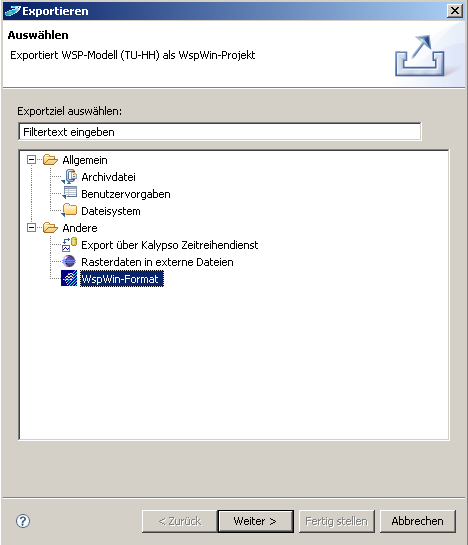 Exportieren
Auswählen
Exportiert WSP-Modell (TU-HH) als WspWin-Projekt
Exportziel auswählen:
Filtertext eingeben
Allgemein
Archivdatei
Benutzervorgaben
Dateisystem
Andere
Export über Kalypso Zeitreihendienst
Rasterdaten in externe Dateien
WspWin-Format
< Zurück Weiter > Fertig stellen Abbrechen